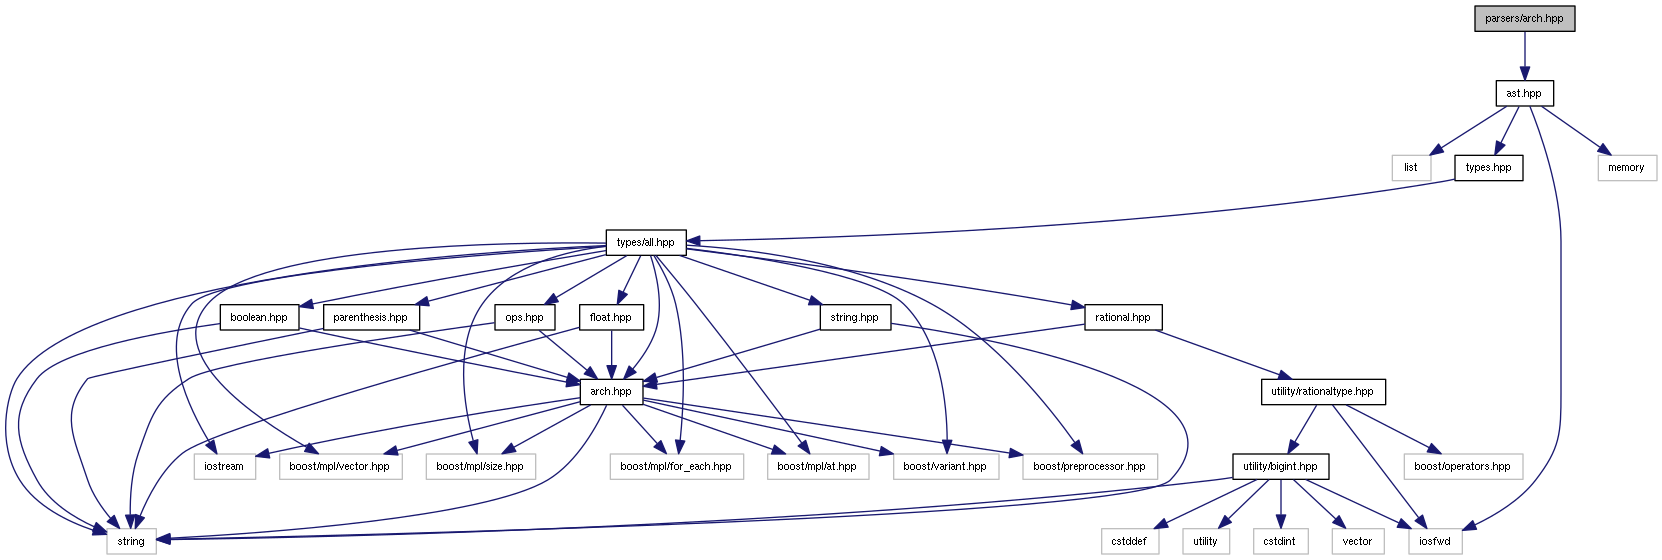 parsers/arch.hpp
ast.hpp
list
types.hpp
memory
types/all.hpp
boolean.hpp
parenthesis.hpp
ops.hpp
float.hpp
string.hpp
rational.hpp
arch.hpp
utility/rationaltype.hpp
iostream
boost/mpl/vector.hpp
boost/mpl/size.hpp
boost/mpl/for_each.hpp
boost/mpl/at.hpp
boost/variant.hpp
boost/preprocessor.hpp
utility/bigint.hpp
boost/operators.hpp
string
cstddef
utility
cstdint
vector
iosfwd